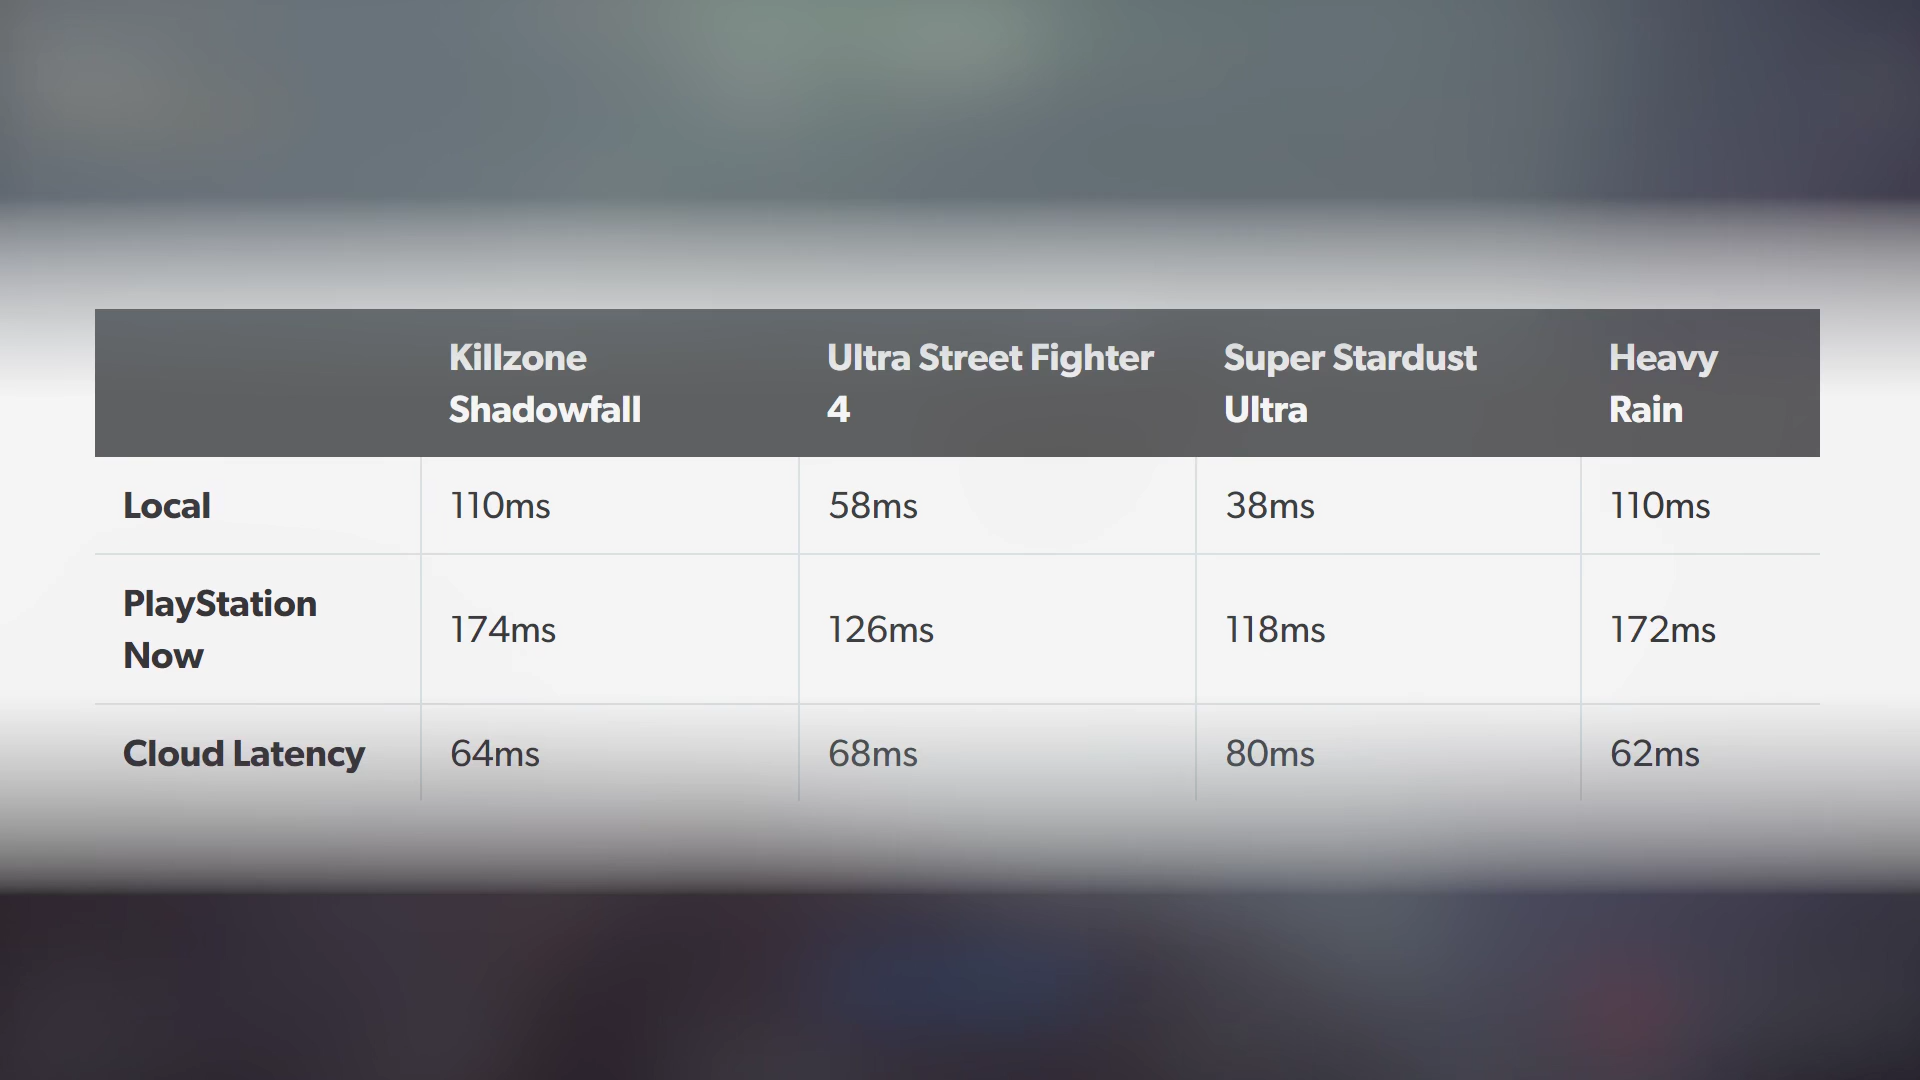 Killzone Shadowfall
Ultra Street Fighter 4
Super Stardust Ultra
Heavy Rain
Local 110ms 58ms 38ms 110ms
PlayStation Now 174ms 126ms 118ms 172ms
Cloud Latency 64ms 68ms 80ms 62ms